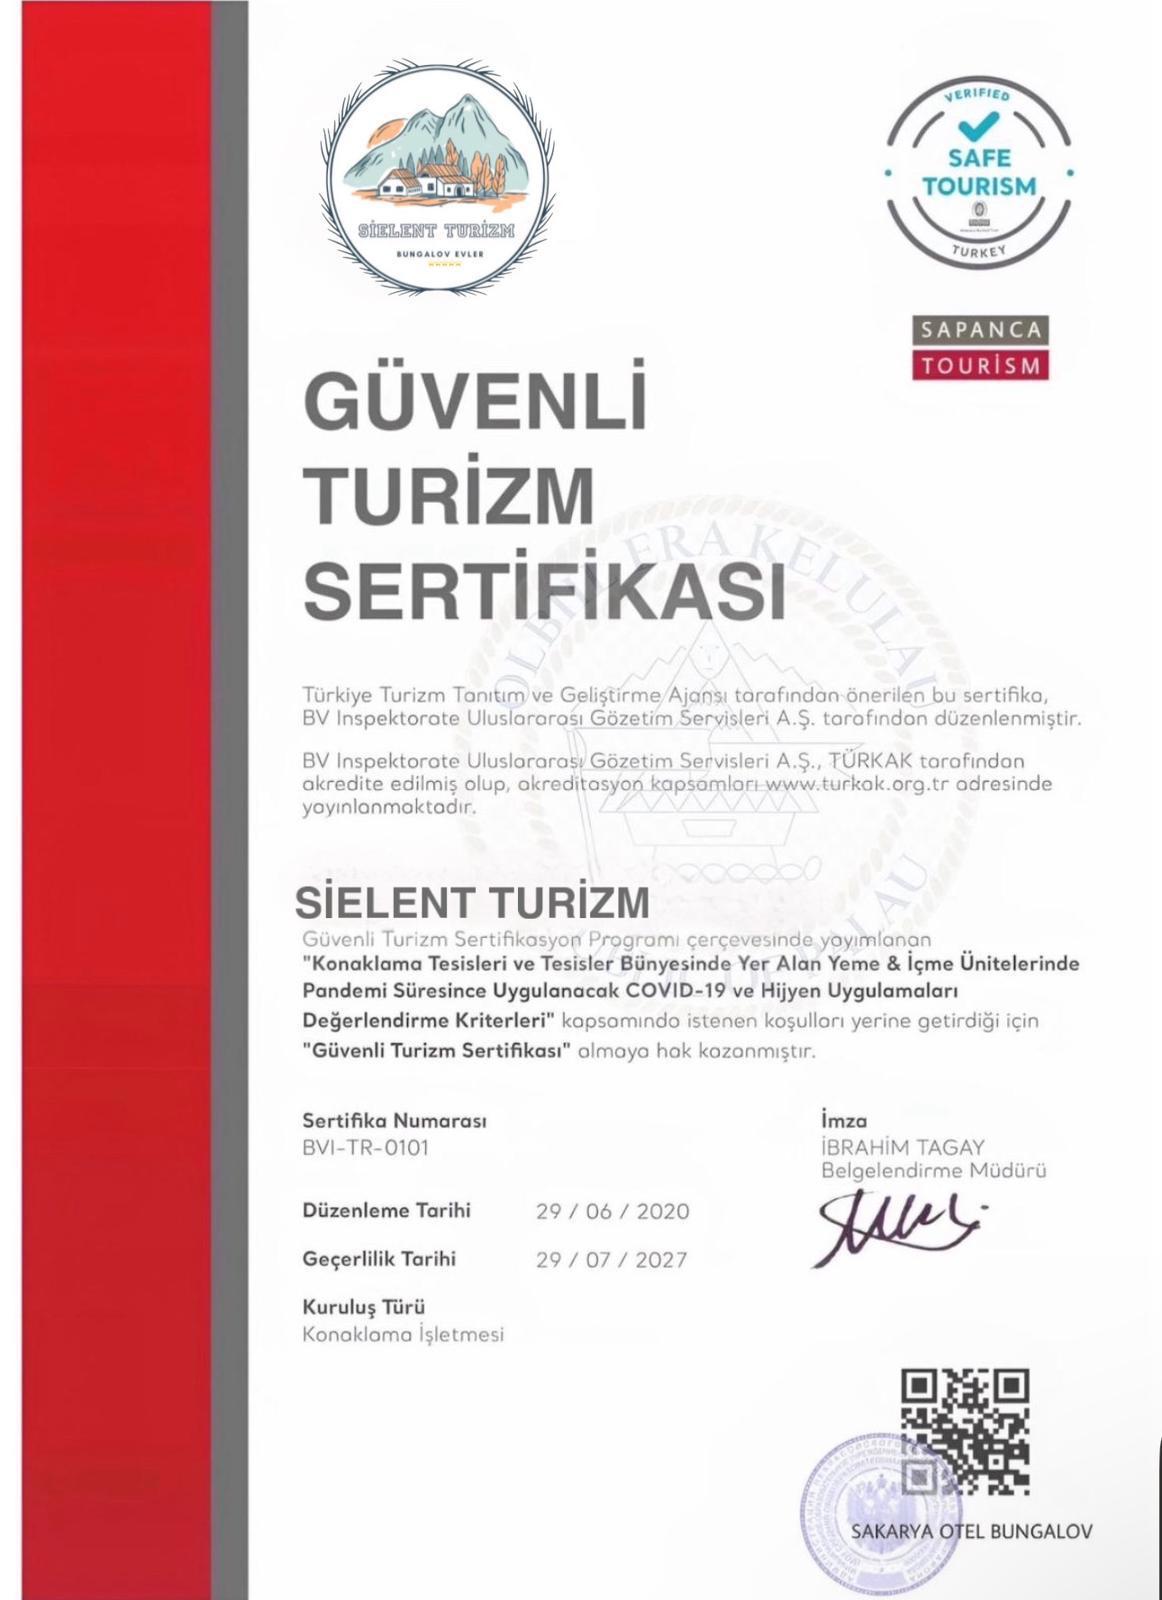 SİELENT TURİZM
BUNGALOV EVLER
VERIFIED
SAFE
TOURISM
TURKEY
SAPANCA
TOURİSM
GÜVENLİ
TURİZM
SERTİFİKASI
OLBIIL ERA KELULAU
Türkiye Turizm Tanıtım ve Geliştirme Ajansı tarafından önerilen bu sertifika,
BV Inspektorate Uluslararası Gözetim Servisleri A.Ş. tarafından düzenlenmiştir.
BV Inspektorate Uluslararası Gözetim Servisleri A.Ş., TÜRKAK tarafından
akredite edilmiş olup, akreditasyon kapsamları www.turkak.org.tr adresinde
yayınlanmaktadır.
SİELENT TURİZM
Güvenli Turizm Sertifikasyon Programı çerçevesinde yayımlanan
"Konaklama Tesisleri ve Tesisler Bünyesinde Yer Alan Yeme & İçme Ünitelerinde
Pandemi Süresince Uygulanacak COVID-19 ve Hijyen Uygulamaları
Değerlendirme Kriterleri" kapsamında istenen koşulları yerine getirdiği için
"Güvenli Turizm Sertifikası" almaya hak kazanmıştır.
Sertifika Numarası
BVI-TR-0101
İmza
İBRAHİM TAGAY
Belgelendirme Müdürü
Düzenleme Tarihi 29 / 06 / 2020
Geçerlilik Tarihi 29 / 07 / 2027
Kuruluş Türü
Konaklama İşletmesi
SAKARYA OTEL BUNGALOV